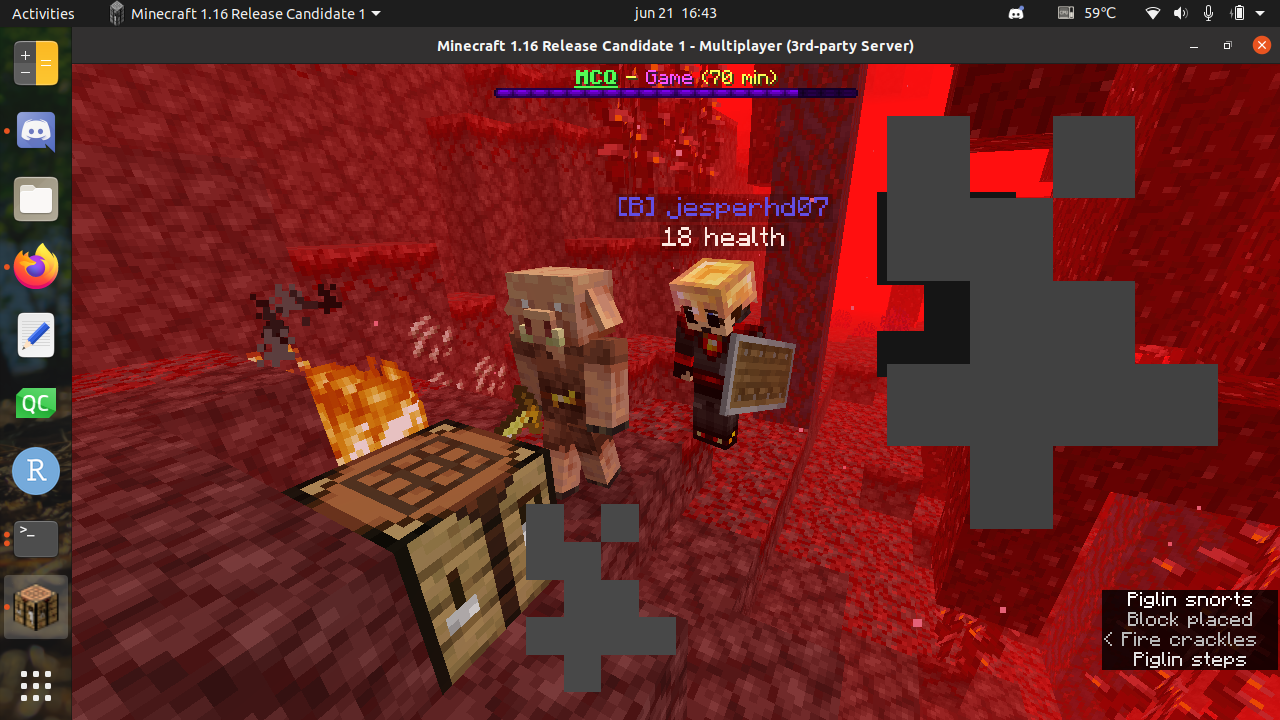 Activities
Minecraft 1.16 Release Candidate 1
jun 21 16:43
59°C
Minecraft 1.16 Release Candidate 1 - Multiplayer (3rd-party Server)
MCQ - Game (70 min)
[B] .jesperhd07
18 health
QC
R
>_
Piglin snorts
Block placed
< Fire crackles
Piglin steps